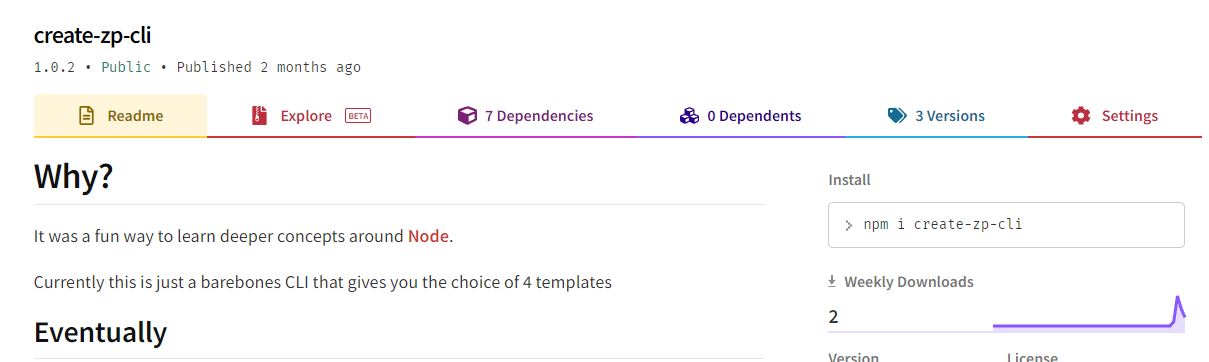 create-zp-cli
1.0.2 • Public • Published 2 months ago
Readme
Explore BETA
7 Dependencies
0 Dependents
3 Versions
Settings
Why?
It was a fun way to learn deeper concepts around Node.
Currently this is just a barebones CLI that gives you the choice of 4 templates
Eventually
Install
> npm i create-zp-cli
Weekly Downloads
2
Version
License